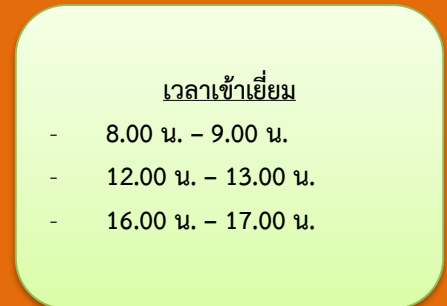 เวลาเข้าเยี่ยม
- 8.00 น. – 9.00 น.
- 12.00 น. – 13.00 น.
- 16.00 น. – 17.00 น.